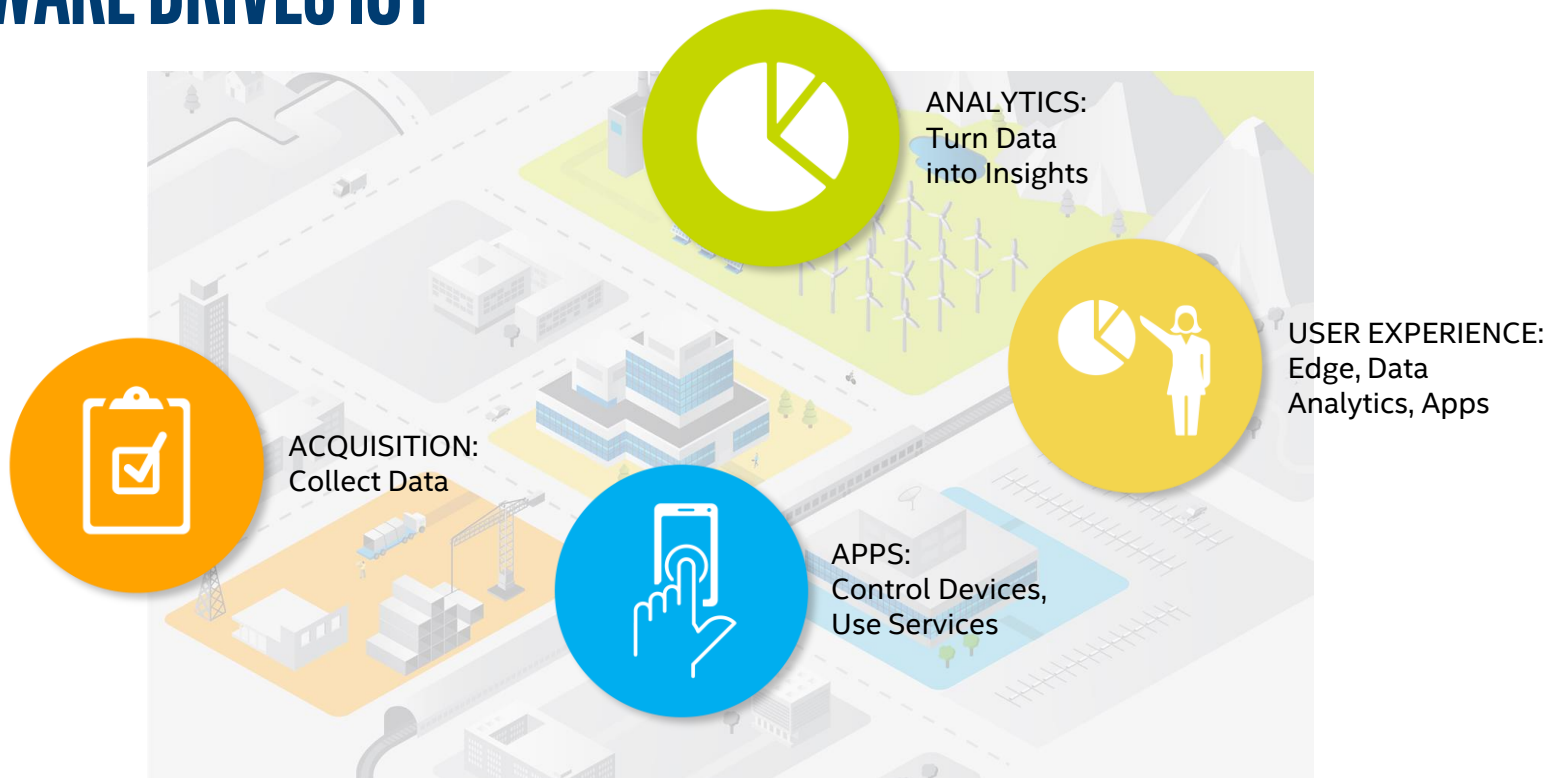 WARE DRIVES IOT
ANALYTICS:
Turn Data
into Insights
USER EXPERIENCE:
Edge, Data
Analytics, Apps
ACQUISITION:
Collect Data
APPS:
Control Devices,
Use Services